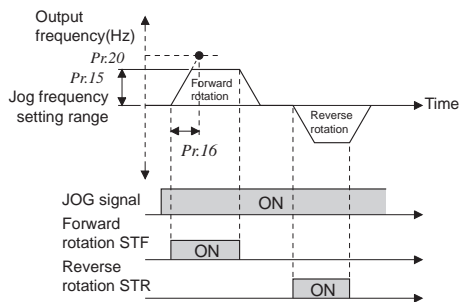 Output
frequency(Hz)
Pr.20
Pr.15
Forward
rotation
Jog frequency
setting range
Time
Reverse
rotation
Pr.16
JOG signal
ON
Forward
rotation STF
ON
Reverse
rotation STR
ON